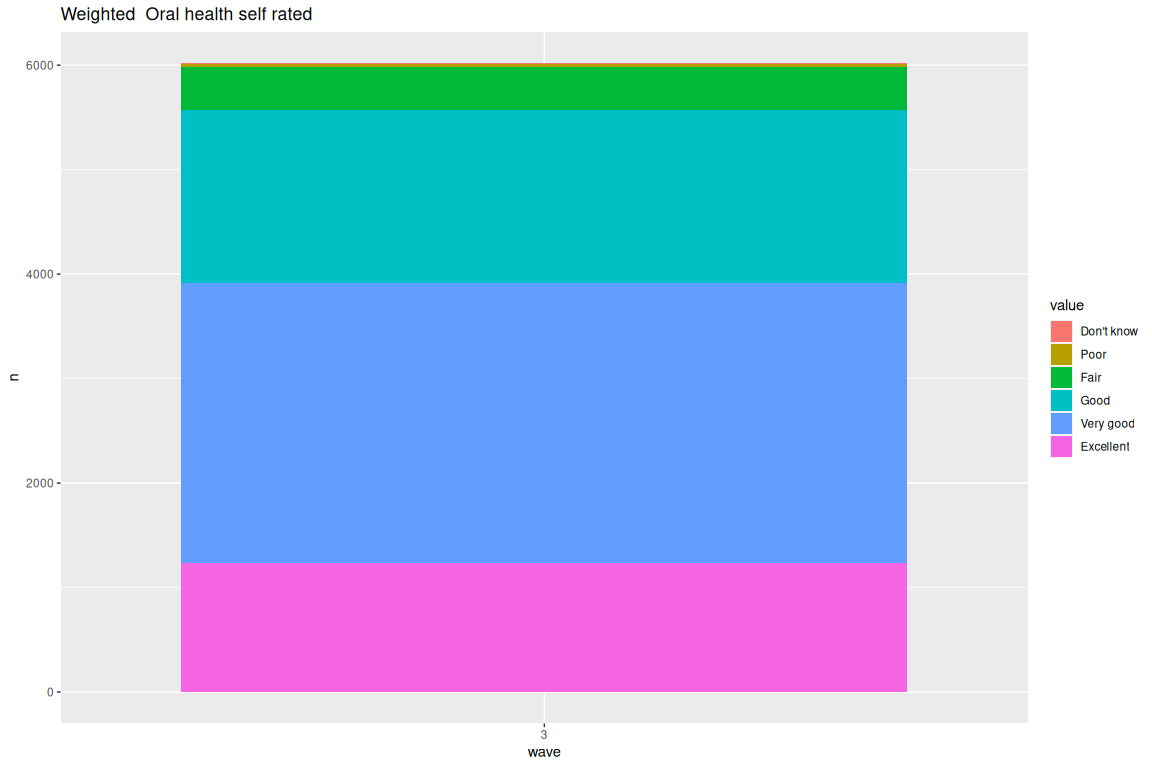 Weighted  Oral health self rated
6000
4000
2000
0
n
3
wave
value
Don't know
Poor
Fair
Good
Very good
Excellent